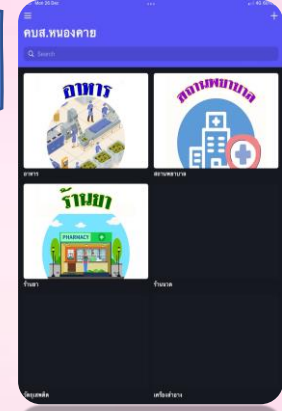 Mon 26 Dec
คบส.หนองคาย
Search
อาหาร
สถานพยาบาล
อาหาร
สถานพยาบาล
ร้านยา
PHARMACY
ร้านยา
ร้านนวด
วัตถุเสพติด
เครื่องสำอาง